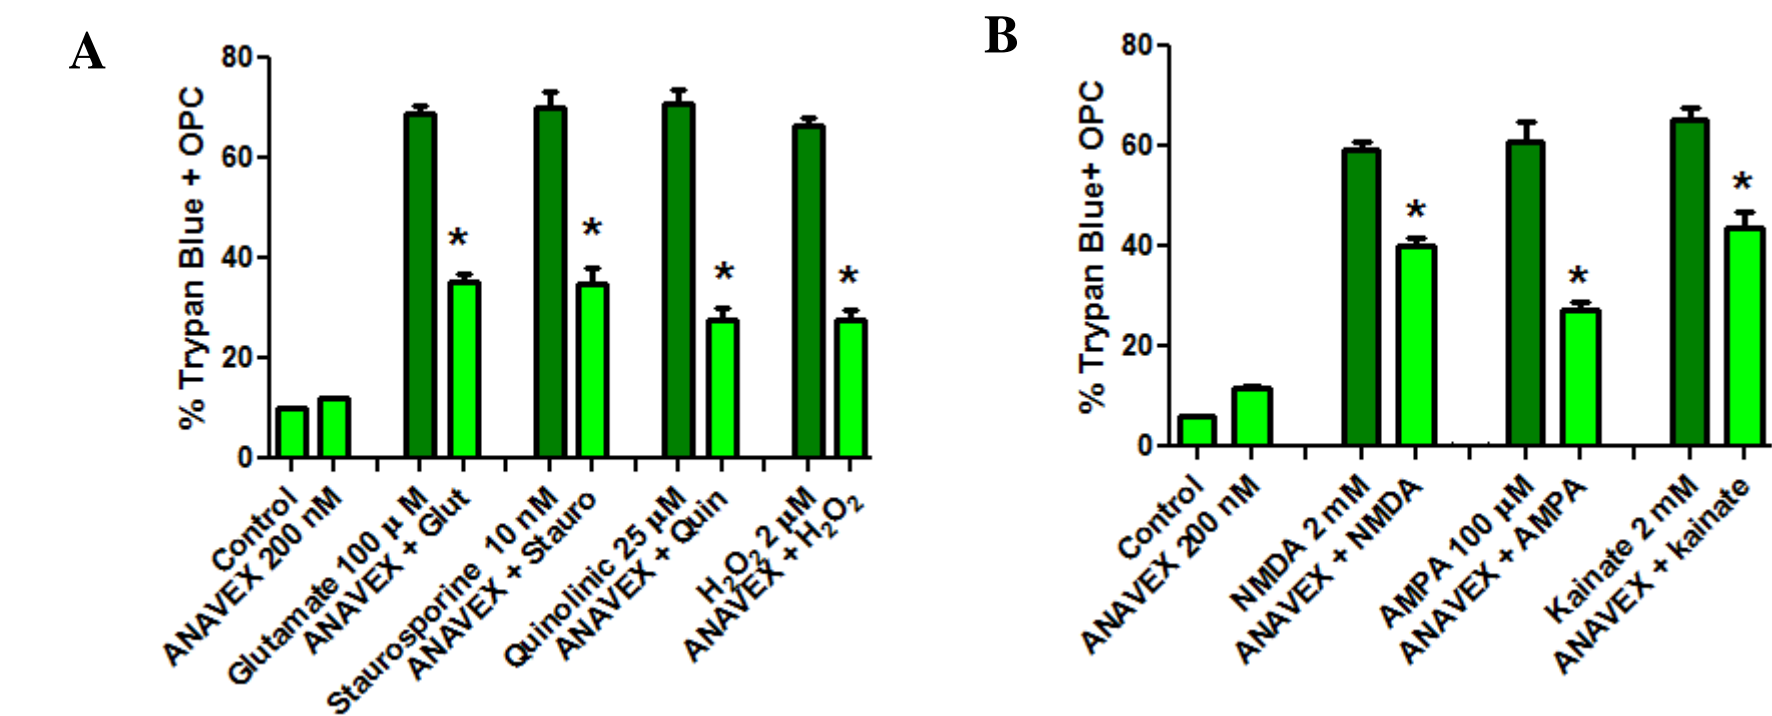 A
% Trypan Blue + OPC
80
60
40
20
0
*
*
*
*
Control
ANAVEX 200 nM
Glutamate 100 μ M
ANAVEX + Glut
Staurosporine 10 nM
ANAVEX + Stauro
Quinolinic 25 μM
ANAVEX + Quin
H₂O₂ 2 μM
ANAVEX + H₂O₂
B
% Trypan Blue+ OPC
80
60
40
20
0
*
*
*
Control
ANAVEX 200 nM
NMDA 2 mM
ANAVEX + NMDA
AMPA 100 μM
ANAVEX + AMPA
Kainate 2 mM
ANAVEX + kainate